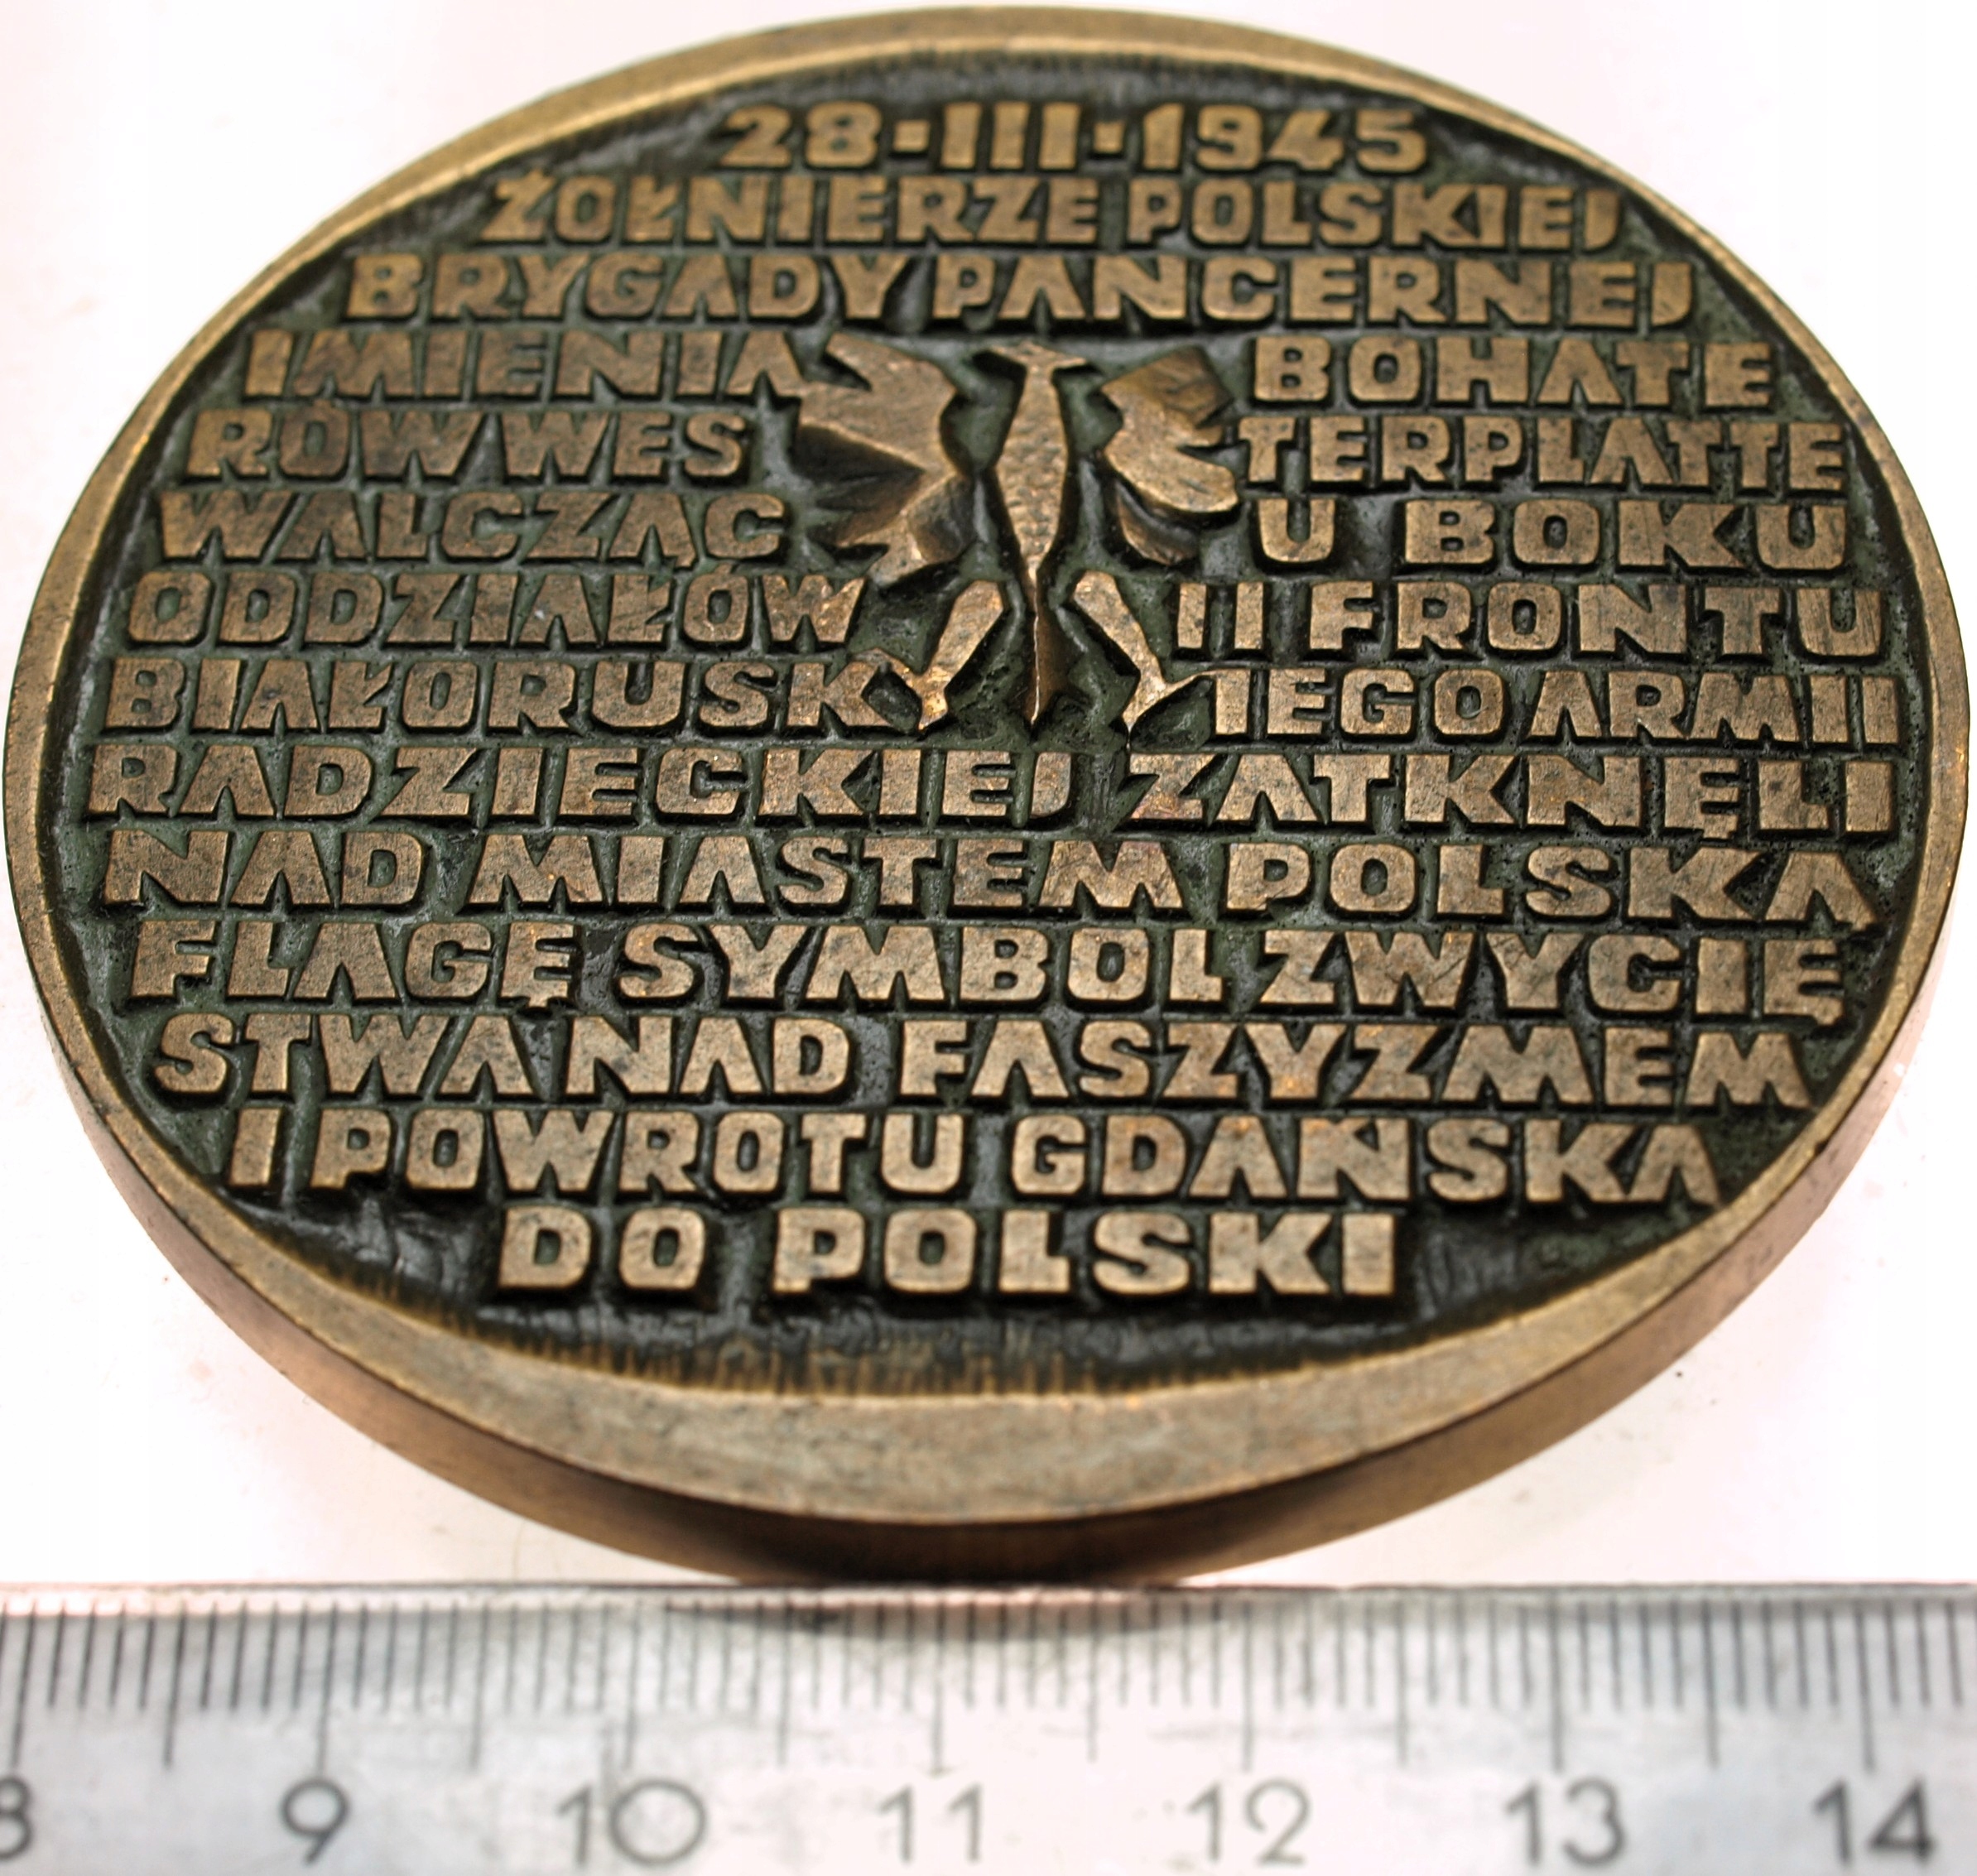 28·III·1945
ŻOŁNIERZE POLSKIEJ
BRYGADY PANCERNEJ
IMIENIA BOHATE
RÓW WES TERPLATTE
WALCZĄC U BOKU
ODDZIAŁÓW II FRONTU
BIAŁORUSK IEGO ARMII
RADZIECKIEJ ZATKNĘLI
NAD MIASTEM POLSKĄ
FLAGĘ SYMBOL ZWYCIĘ
STWA NAD FASZYZMEM
I POWROTU GDAŃSKA
DO POLSKI
8 9 10 11 12 13 14